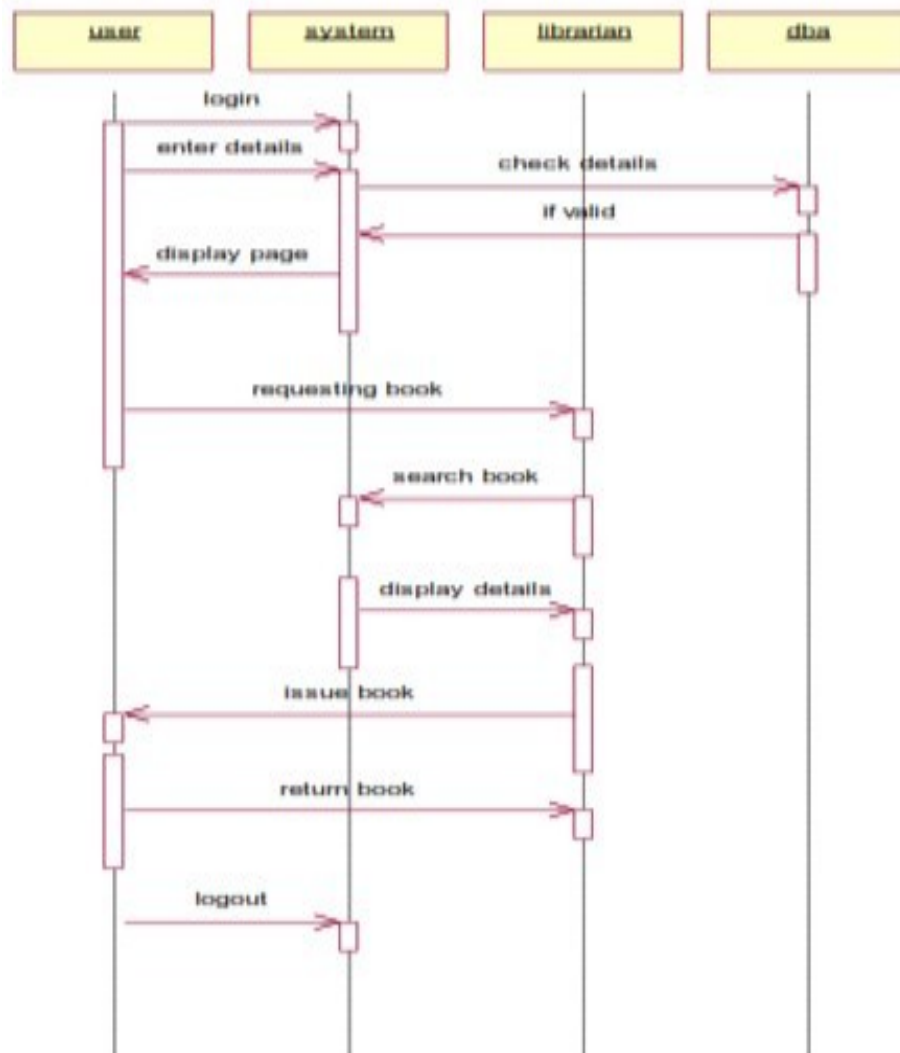 user
system
librarian
dba
login
enter details
check details
if valid
display page
requesting book
search book
display details
issue book
return book
logout